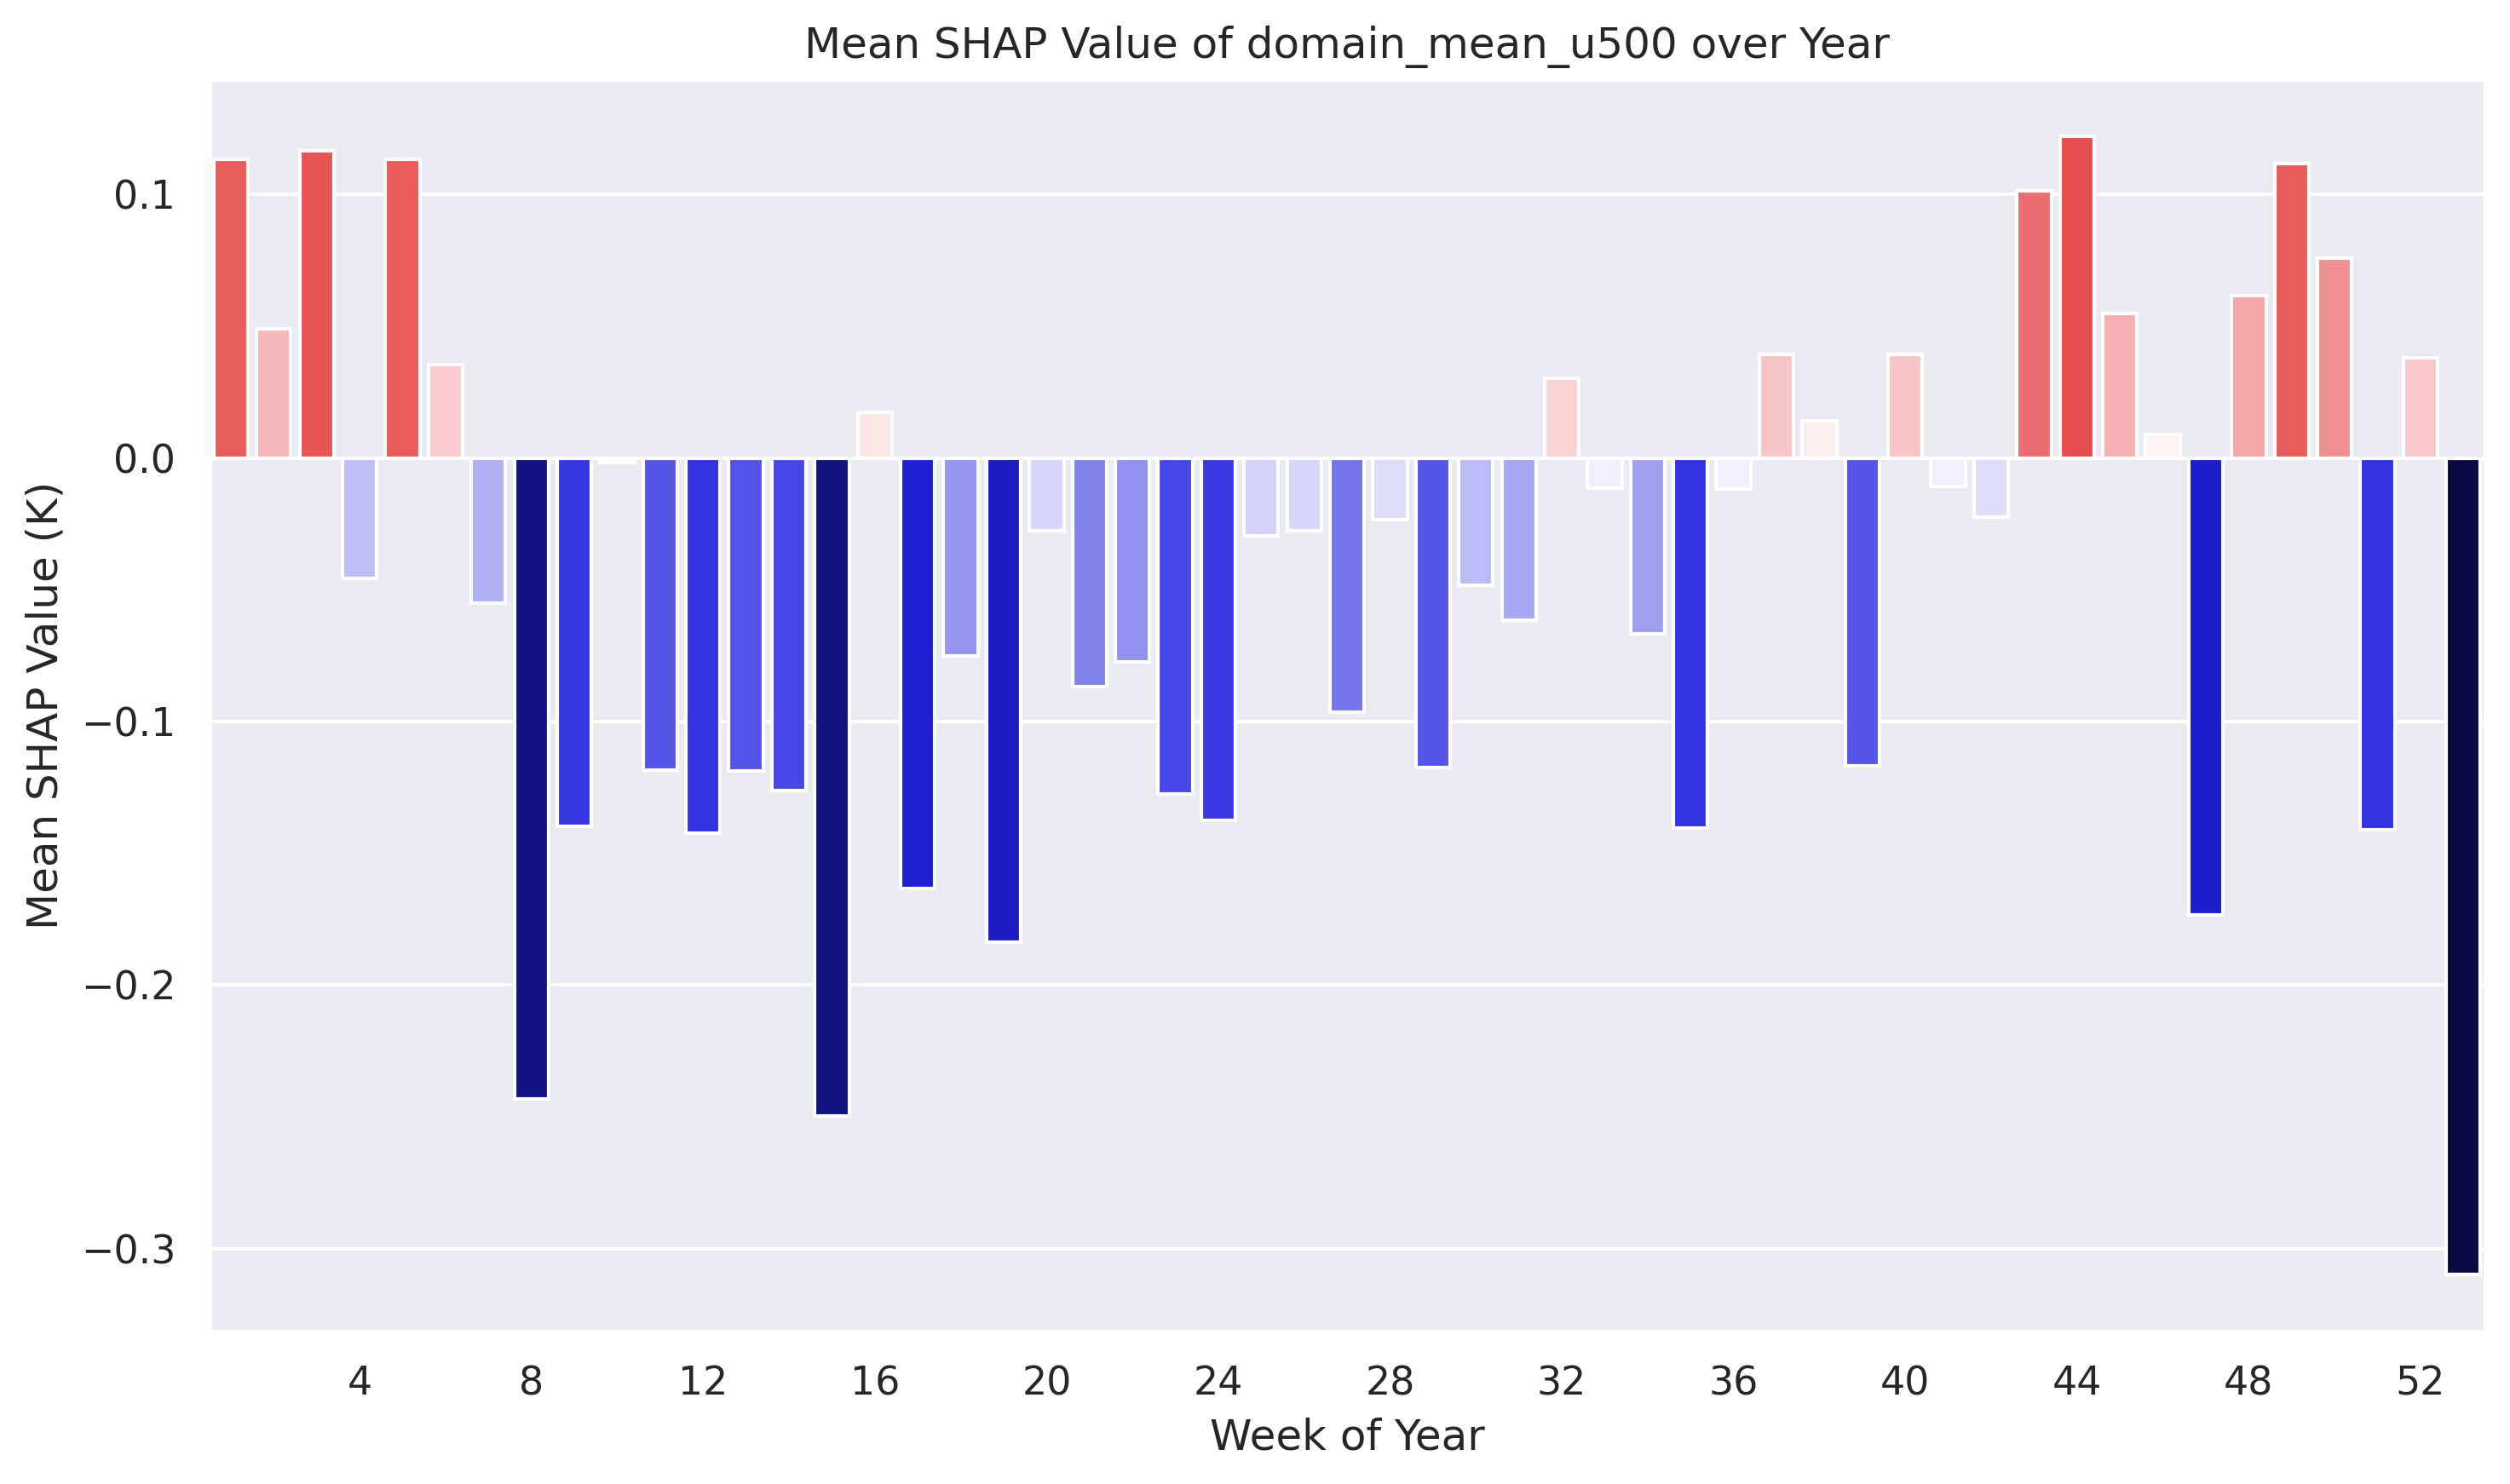 Mean SHAP Value of domain_mean_u500 over Year
Mean SHAP Value (K)
0.1
0.0
−0.1
−0.2
−0.3
4 8 12 16 20 24 28 32 36 40 44 48 52
Week of Year